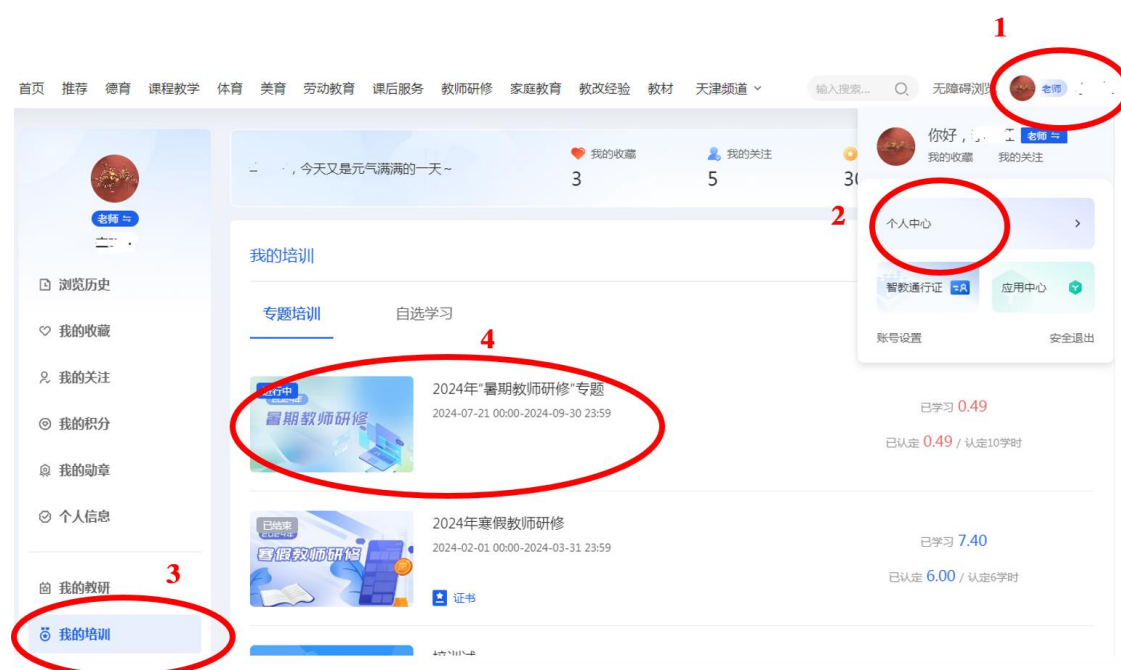 1
首页 推荐 德育 课程教学 体育 美育 劳动教育 课后服务 教师研修 家庭教育 教改经验 教材 天津频道 输入搜索... 无障碍浏览 老师
老师
浏览历史
我的收藏
我的关注
我的积分
我的勋章
个人信息
我的教研
3
我的培训
，今天又是元气满满的一天~
我的收藏
3
我的关注
5
你好，
老师
我的收藏 我的关注
2
个人中心
智教通行证 应用中心
账号设置 安全退出
我的培训
专题培训 自选学习
4
进行中
2024年
暑期教师研修
2024年"暑期教师研修"专题
2024-07-21 00:00-2024-09-30 23:59
已学习 0.49
已认定 0.49 / 认定10学时
已结束
2024年
寒假教师研修
2024年寒假教师研修
2024-02-01 00:00-2024-03-31 23:59
证书
已学习 7.40
已认定 6.00 / 认定6学时